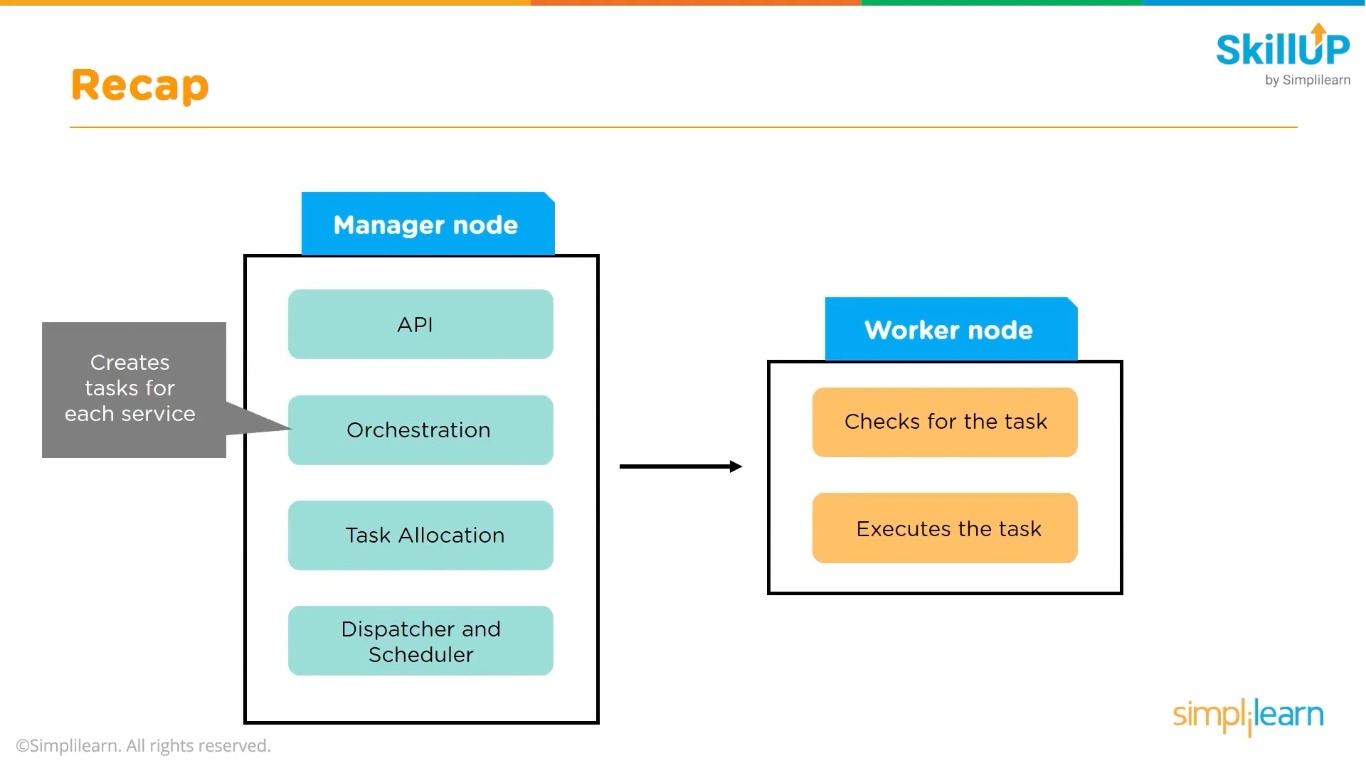 SkillUP
by Simplilearn
Recap
Manager node
API
Creates
tasks for
each service
Orchestration
Task Allocation
Dispatcher and
Scheduler
Worker node
Checks for the task
Executes the task
simplilearn
©Simplilearn. All rights reserved.